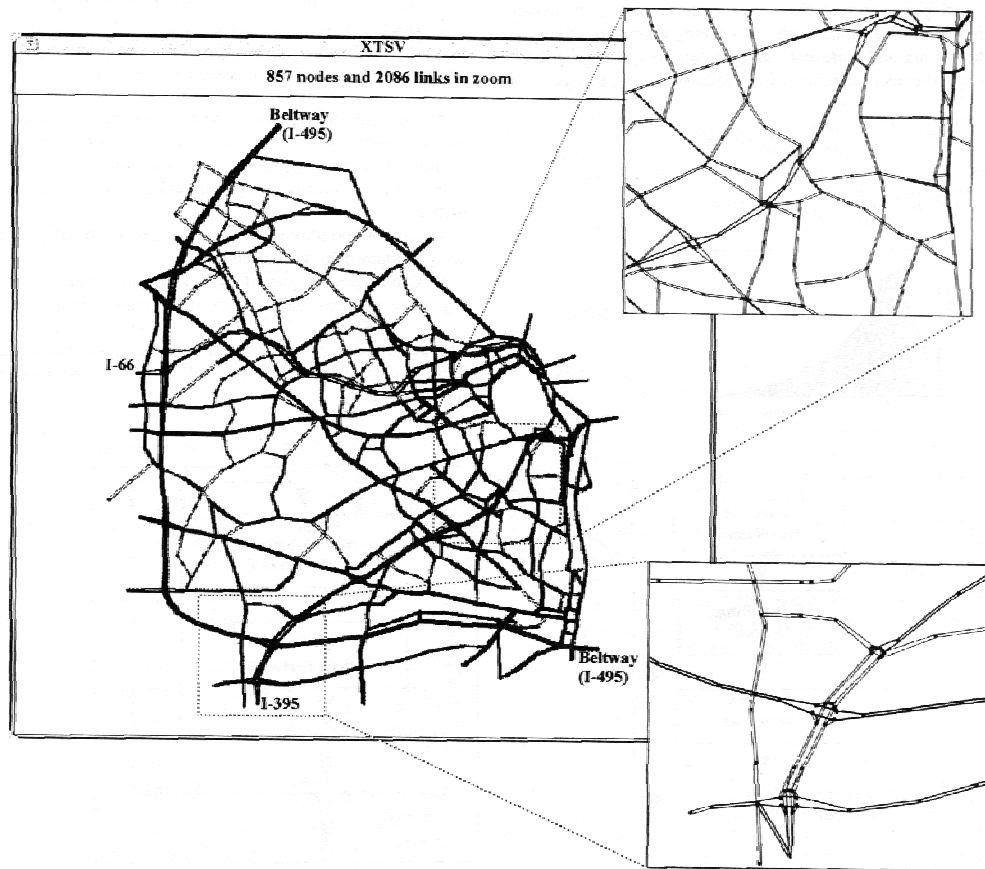 XTSV
857 nodes and 2086 links in zoom
Beltway
(I-495)
I-66
Beltway
(I-495)
I-395